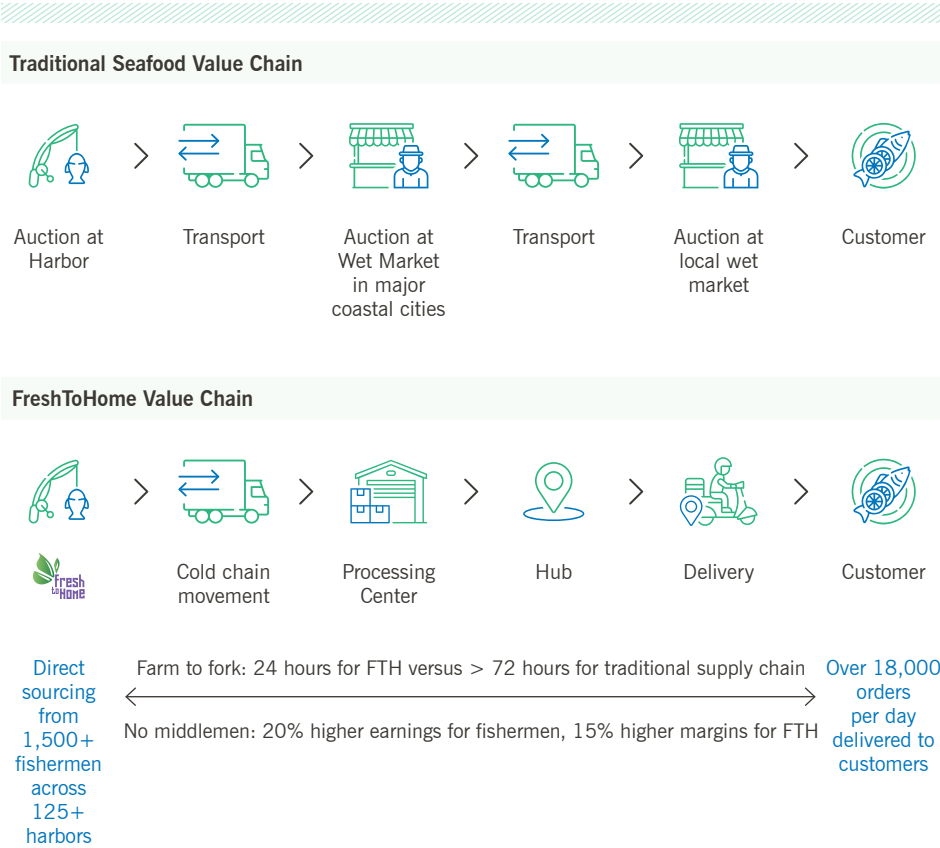 Traditional Seafood Value Chain
Auction at
Harbor
Transport
Auction at
Wet Market
in major
coastal cities
Transport
Auction at
local wet
market
Customer
FreshToHome Value Chain
fresh
to HOME
Cold chain
movement
Processing
Center
Hub
Delivery
Customer
Direct
sourcing
from
1,500+
fishermen
across
125+
harbors
Farm to fork: 24 hours for FTH versus > 72 hours for traditional supply chain
No middlemen: 20% higher earnings for fishermen, 15% higher margins for FTH
Over 18,000
orders
per day
delivered to
customers